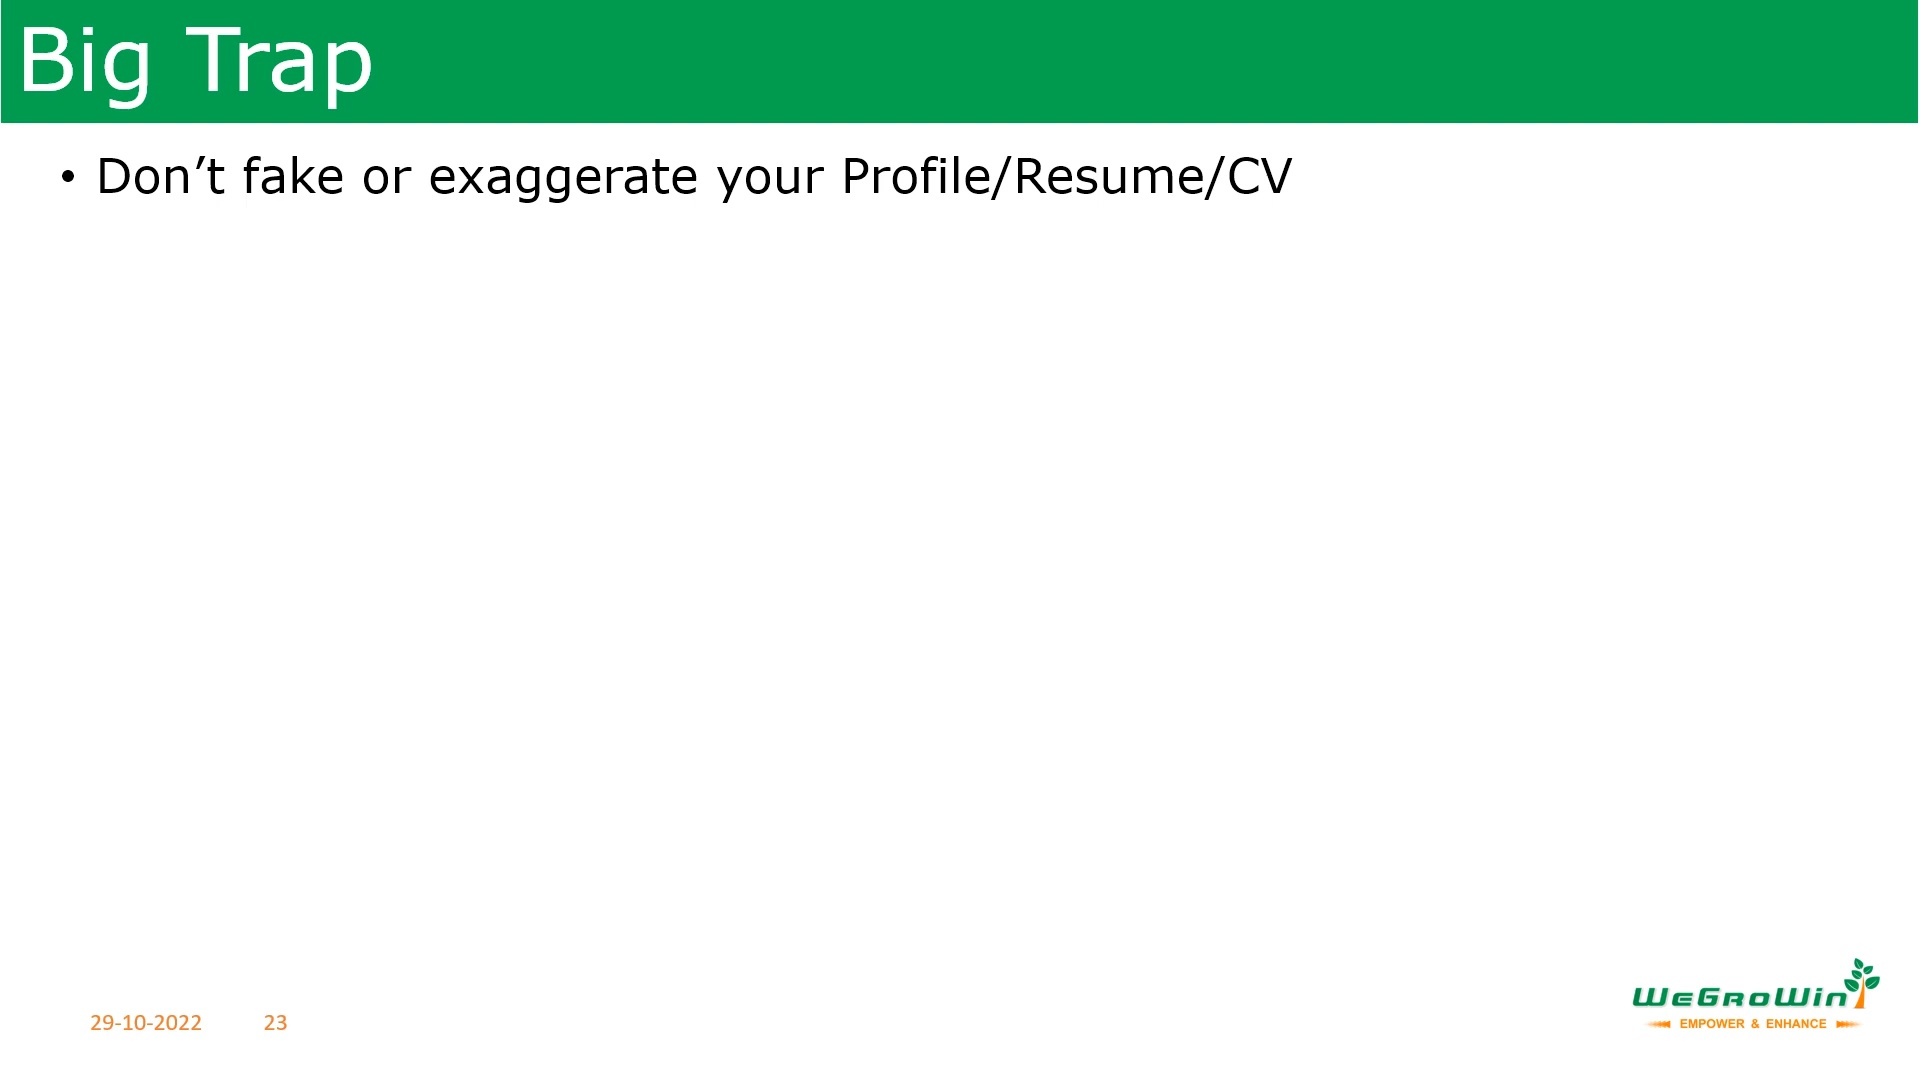 Big Trap
• Don’t fake or exaggerate your Profile/Resume/CV
29-10-2022 23
WeGroWin
EMPOWER & ENHANCE